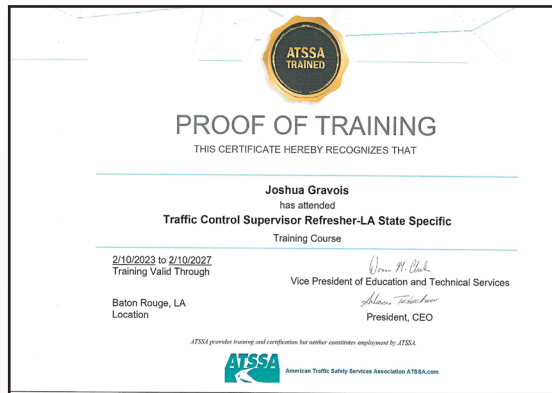 ATSSA
TRAINED
PROOF OF TRAINING
THIS CERTIFICATE HEREBY RECOGNIZES THAT
Joshua Gravois
has attended
Traffic Control Supervisor Refresher-LA State Specific
Training Course
2/10/2023 to 2/10/2027
Training Valid Through
Vice President of Education and Technical Services
Baton Rouge, LA
Location
President, CEO
ATSSA provides training and certification but neither constitutes employment by ATSSA.
ATSSA
American Traffic Safety Services Association ATSSA.com